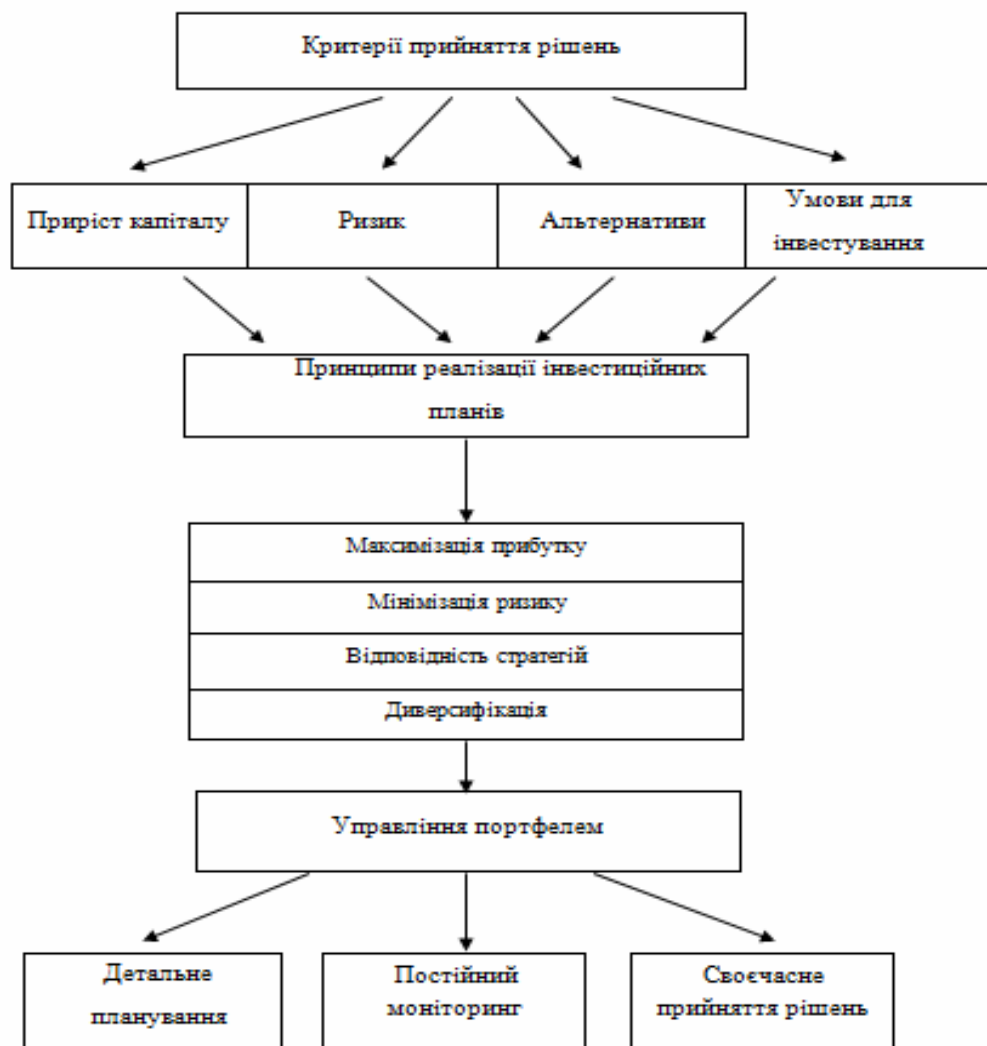 Критерії прийняття рішень
Приріст капіталу
Ризик
Альтернативи
Умови для
інвестування
Принципи реалізації інвестиційних
планів
Максимізація прибутку
Мінімізація ризику
Відповідність стратегій
Диверсифікація
Управління портфелем
Детальне
планування
Постійний
моніторинг
Своєчасне
прийняття рішень